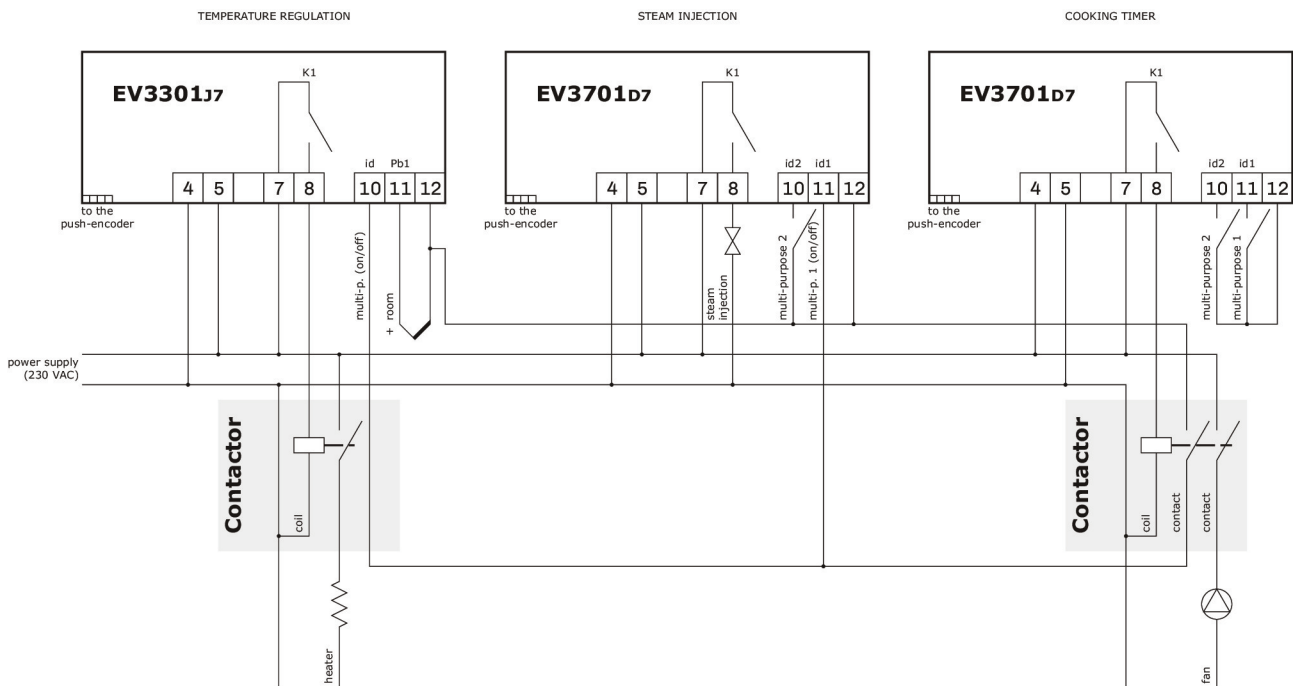 TEMPERATURE REGULATION
STEAM INJECTION
COOKING TIMER
EV3301J7
K1
id Pb1
4 5 7 8 10 11 12
to the
push-encoder
multi-p. (on/off)
+ room
EV3701D7
K1
id2 id1
4 5 7 8 10 11 12
to the
push-encoder
steam
injection
multi-purpose 2
multi-p. 1 (on/off)
EV3701D7
K1
id2 id1
4 5 7 8 10 11 12
to the
push-encoder
multi-purpose 2
multi-purpose 1
power supply
(230 VAC)
Contactor
coil
heater
Contactor
coil
contact
contact
fan